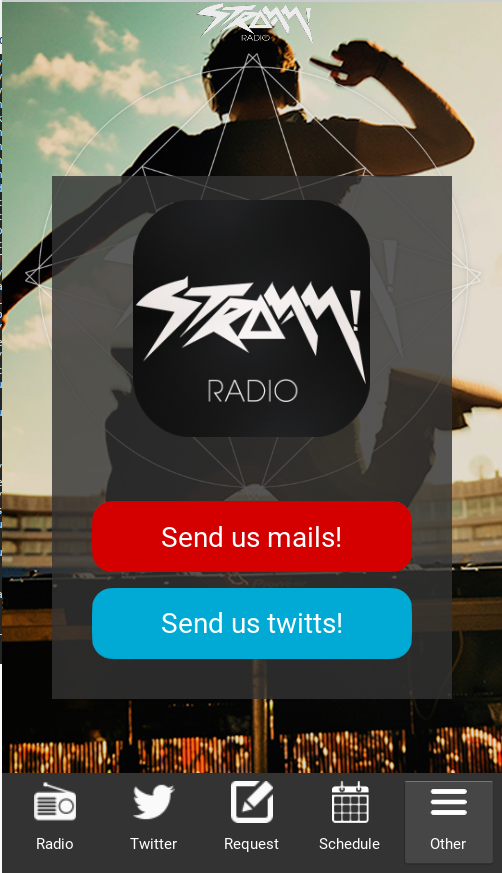 STROMM!
RADIO
STROMM!
RADIO
Send us mails!
Send us twitts!
Radio
Twitter
Request
Schedule
Other